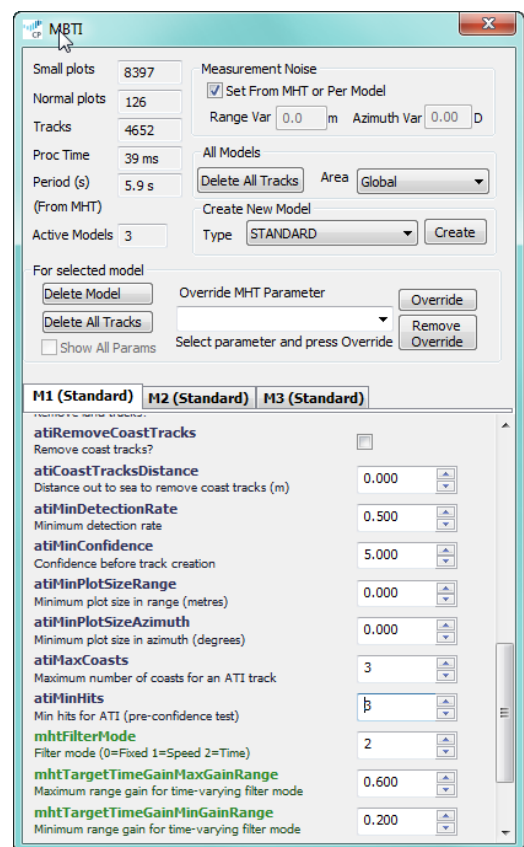 CP MBTI
Small plots 8397
Normal plots 126
Tracks 4652
Proc Time 39 ms
Period (s) 5.9 s
(From MHT)
Active Models 3
Measurement Noise
Set From MHT or Per Model
Range Var 0.0 m Azimuth Var 0.00 D
All Models
Delete All Tracks Area Global
Create New Model
Type STANDARD Create
For selected model
Delete Model
Delete All Tracks
Show All Params
Override MHT Parameter
Select parameter and press Override
Override
Remove
Override
M1 (Standard) M2 (Standard) M3 (Standard)
Remove land tracks?
atiRemoveCoastTracks
Remove coast tracks?
atiCoastTracksDistance
Distance out to sea to remove coast tracks (m) 0.000
atiMinDetectionRate
Minimum detection rate 0.500
atiMinConfidence
Confidence before track creation 5.000
atiMinPlotSizeRange
Minimum plot size in range (metres) 0.000
atiMinPlotSizeAzimuth
Minimum plot size in azimuth (degrees) 0.000
atiMaxCoasts
Maximum number of coasts for an ATI track 3
atiMinHits
Min hits for ATI (pre-confidence test) 3
mhtFilterMode
Filter mode (0=Fixed 1=Speed 2=Time) 2
mhtTargetTimeGainMaxGainRange
Maximum range gain for time-varying filter mode 0.600
mhtTargetTimeGainMinGainRange
Minimum range gain for time-varying filter mode 0.200